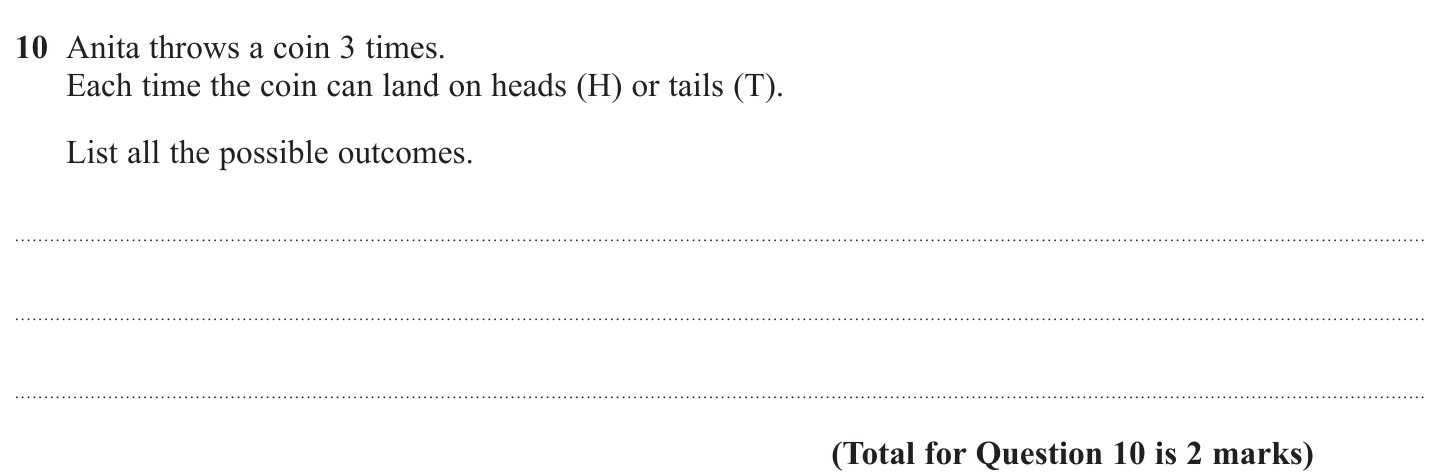 10 Anita throws a coin 3 times.
Each time the coin can land on heads (H) or tails (T).
List all the possible outcomes.
(Total for Question 10 is 2 marks)